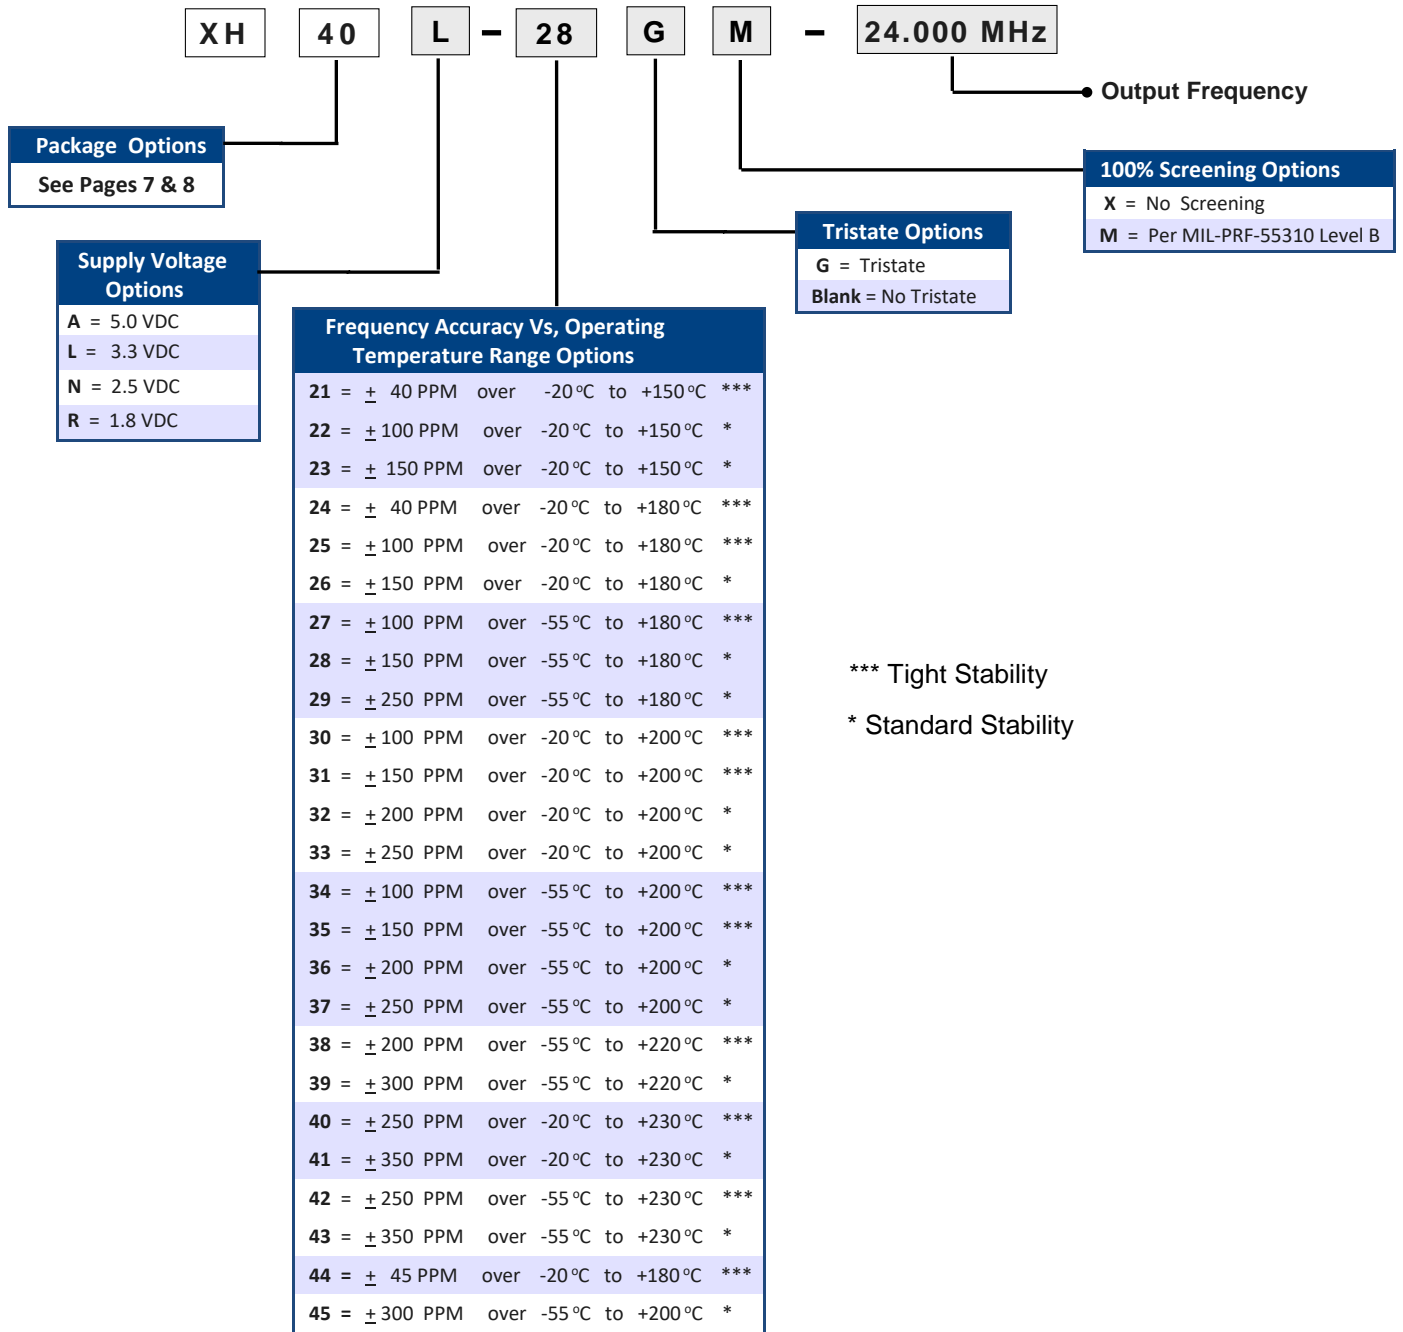 XH 40 L – 28 G M – 24.000 MHz
Output Frequency
Package Options
See Pages 7 & 8
100% Screening Options
X = No Screening
M = Per MIL-PRF-55310 Level B
Tristate Options
G = Tristate
Blank = No Tristate
Supply Voltage
Options
A = 5.0 VDC
L = 3.3 VDC
N = 2.5 VDC
R = 1.8 VDC
Frequency Accuracy Vs, Operating
Temperature Range Options
21 = ± 40 PPM over -20 °C to +150 °C ***
22 = ± 100 PPM over -20 °C to +150 °C *
23 = ± 150 PPM over -20 °C to +150 °C *
24 = ± 40 PPM over -20 °C to +180 °C ***
25 = ± 100 PPM over -20 °C to +180 °C ***
26 = ± 150 PPM over -20 °C to +180 °C *
27 = ± 100 PPM over -55 °C to +180 °C ***
28 = ± 150 PPM over -55 °C to +180 °C *
29 = ± 250 PPM over -55 °C to +180 °C *
30 = ± 100 PPM over -20 °C to +200 °C ***
31 = ± 150 PPM over -20 °C to +200 °C ***
32 = ± 200 PPM over -20 °C to +200 °C *
33 = ± 250 PPM over -20 °C to +200 °C *
34 = ± 100 PPM over -55 °C to +200 °C ***
35 = ± 150 PPM over -55 °C to +200 °C ***
36 = ± 200 PPM over -55 °C to +200 °C *
37 = ± 250 PPM over -55 °C to +200 °C *
38 = ± 200 PPM over -55 °C to +220 °C ***
39 = ± 300 PPM over -55 °C to +220 °C *
40 = ± 250 PPM over -20 °C to +230 °C ***
41 = ± 350 PPM over -20 °C to +230 °C *
42 = ± 250 PPM over -55 °C to +230 °C ***
43 = ± 350 PPM over -55 °C to +230 °C *
44 = ± 45 PPM over -20 °C to +180 °C ***
45 = ± 300 PPM over -55 °C to +200 °C *
*** Tight Stability
* Standard Stability